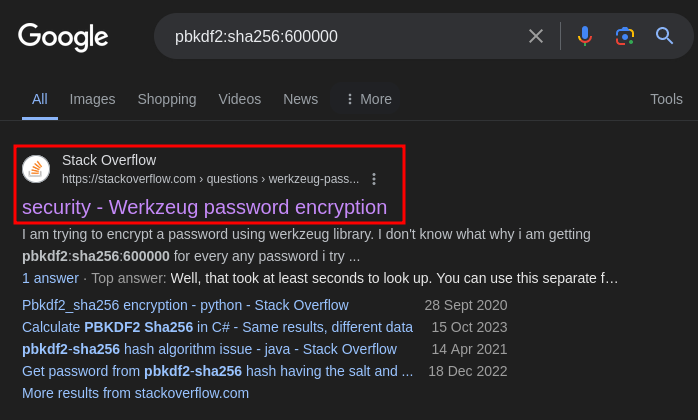 Google
pbkdf2:sha256:600000
All Images Shopping Videos News More Tools
Stack Overflow
https://stackoverflow.com › questions › werkzeug-pass...
security - Werkzeug password encryption
I am trying to encrypt a password using werkzeug library. I don't know what why i am getting
pbkdf2:sha256:600000 for every any password i try ...
1 answer · Top answer: Well, that took at least seconds to look up. You can use this separate f…
Pbkdf2_sha256 encryption - python - Stack Overflow 28 Sept 2020
Calculate PBKDF2 Sha256 in C# - Same results, different data 15 Oct 2023
pbkdf2-sha256 hash algorithm issue - java - Stack Overflow 14 Apr 2021
Get password from pbkdf2-sha256 hash having the salt and ... 18 Dec 2022
More results from stackoverflow.com